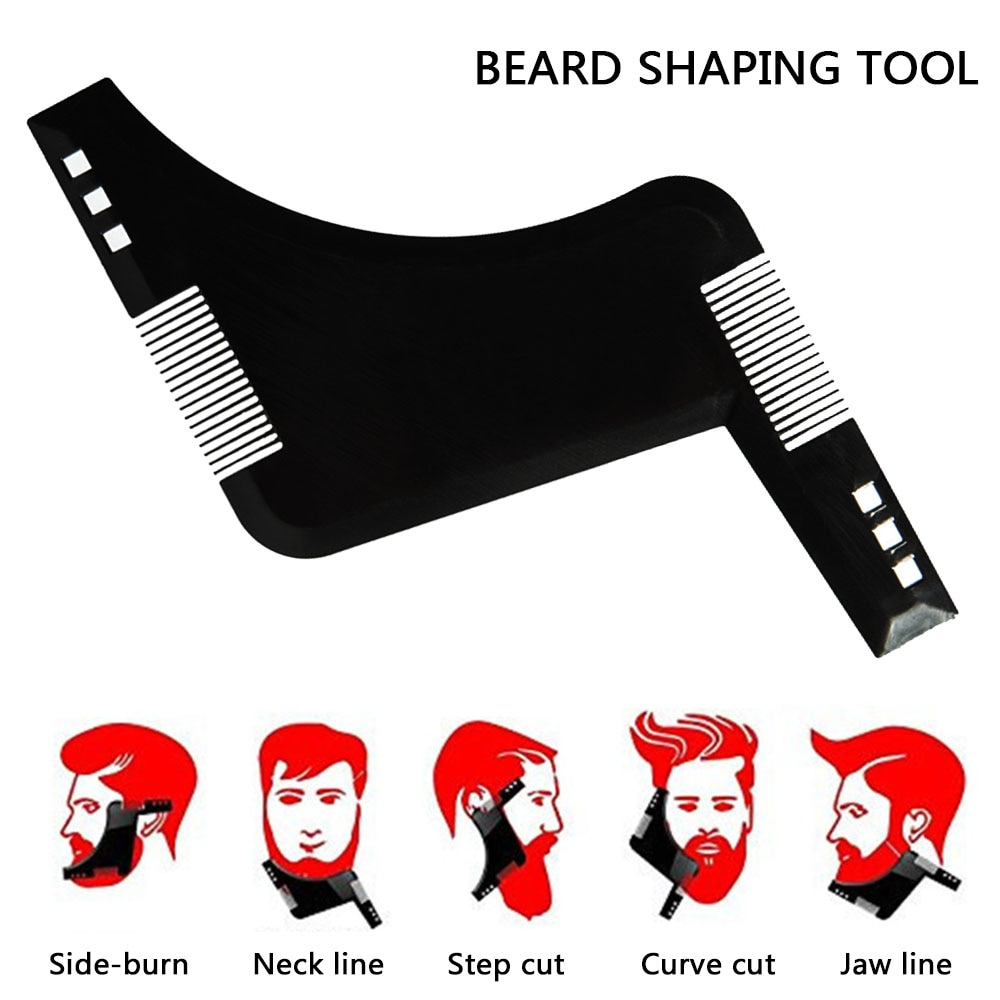 BEARD SHAPING TOOL
Side-burn
Neck line
Step cut
Curve cut
Jaw line